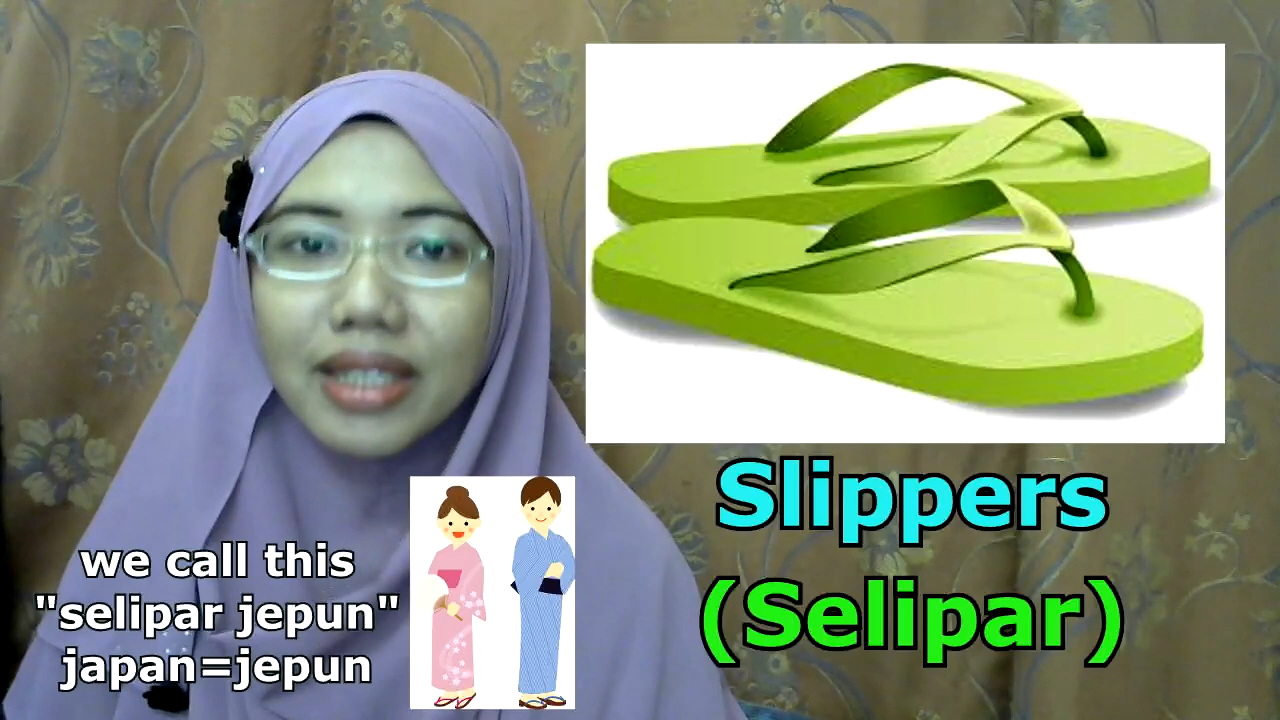 Slippers
(Selipar)
we call this
"selipar jepun"
japan=jepun